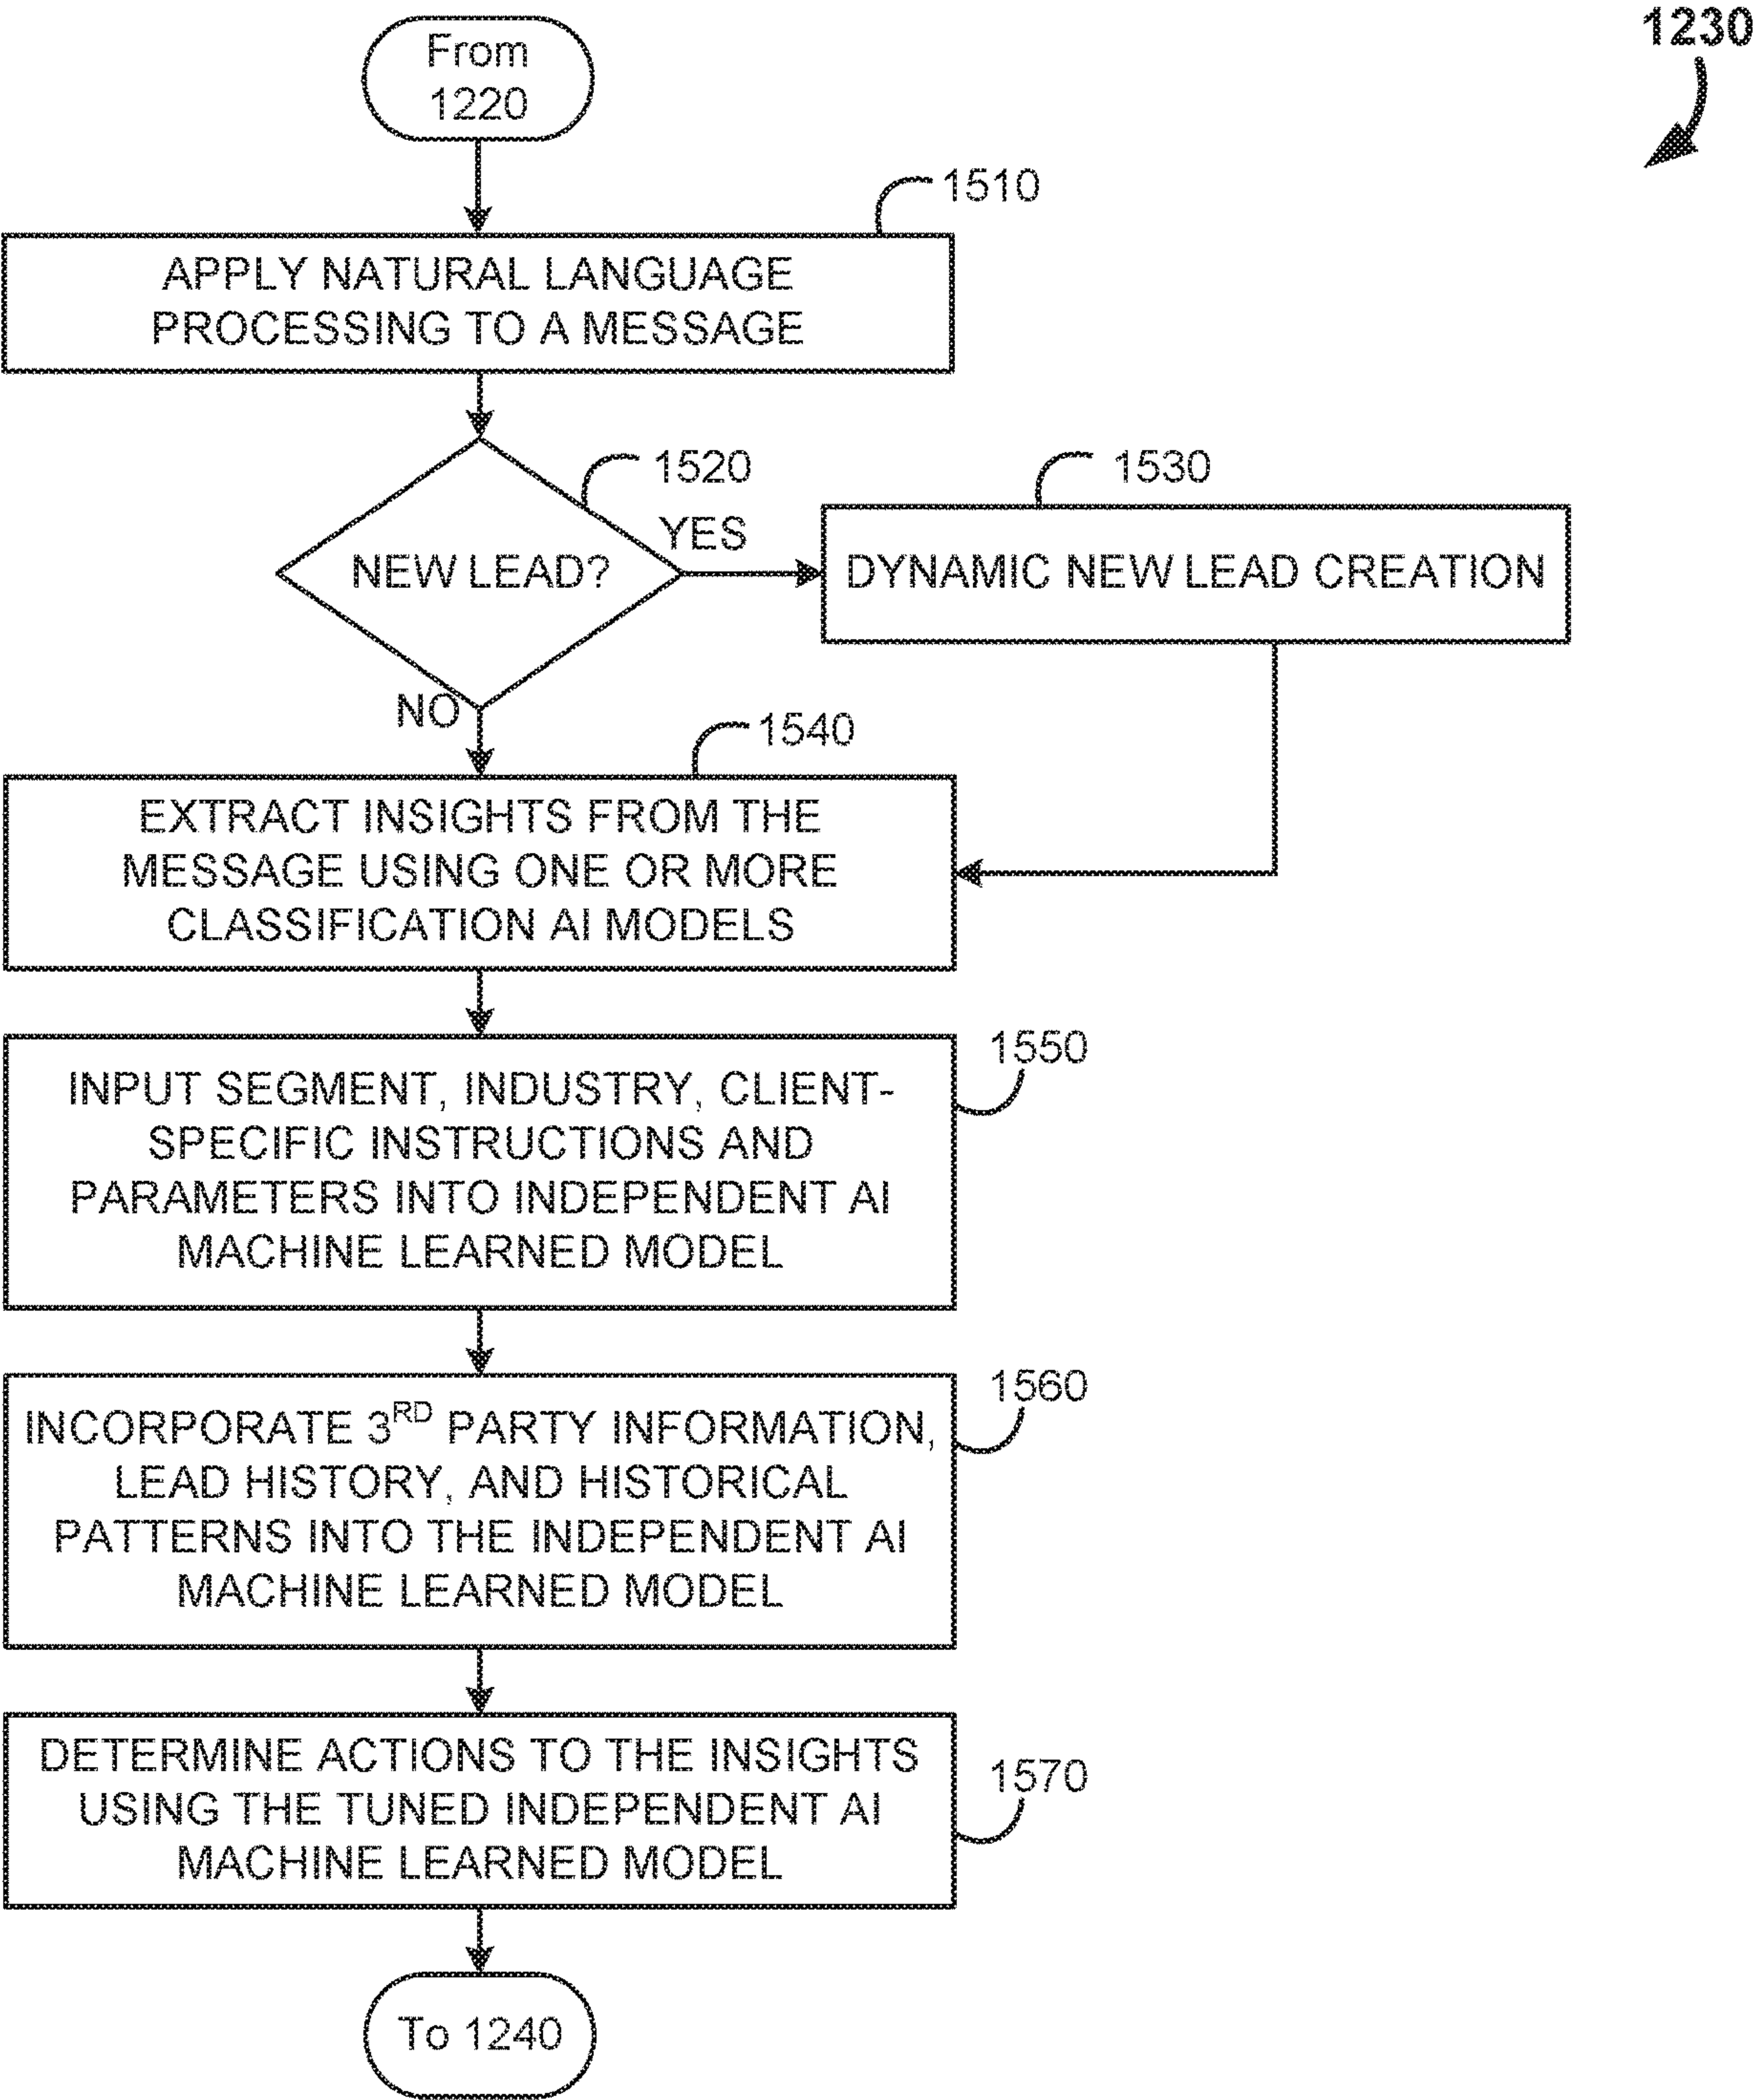 1230
From
1220
1510
APPLY NATURAL LANGUAGE
PROCESSING TO A MESSAGE
1520
YES
NEW LEAD?
NO
1530
DYNAMIC NEW LEAD CREATION
1540
EXTRACT INSIGHTS FROM THE
MESSAGE USING ONE OR MORE
CLASSIFICATION AI MODELS
1550
INPUT SEGMENT, INDUSTRY, CLIENT-
SPECIFIC INSTRUCTIONS AND
PARAMETERS INTO INDEPENDENT AI
MACHINE LEARNED MODEL
1560
INCORPORATE 3RD PARTY INFORMATION,
LEAD HISTORY, AND HISTORICAL
PATTERNS INTO THE INDEPENDENT AI
MACHINE LEARNED MODEL
1570
DETERMINE ACTIONS TO THE INSIGHTS
USING THE TUNED INDEPENDENT AI
MACHINE LEARNED MODEL
To 1240